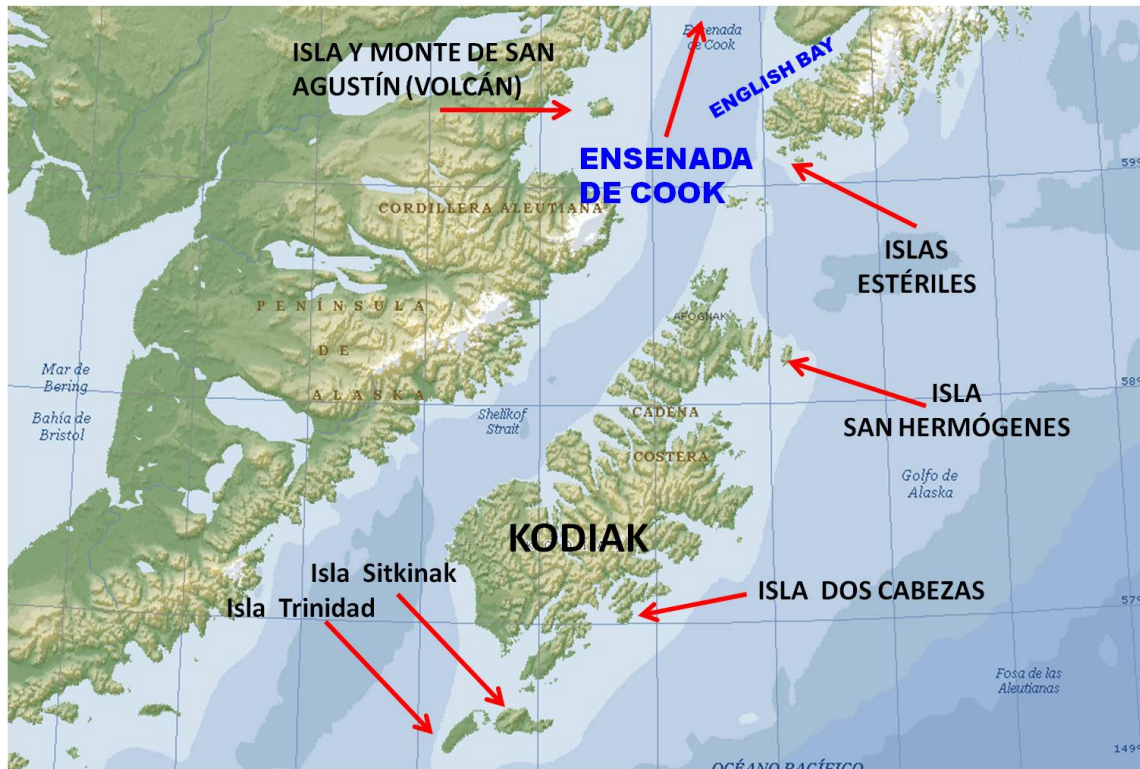 Ensenada
de Cook
ISLA Y MONTE DE SAN
AGUSTÍN (VOLCÁN)
ENGLISH BAY
ENSENADA
DE COOK
59°
CORDILLERA ALEUTIANA
ISLAS
ESTÉRILES
PENÍNSULA
DE
ALASKA
AFOGNAK
Mar de
Bering
Bahía de
Bristol
Shelikof
Strait
CADENA
COSTERA
58°
ISLA
SAN HERMÓGENES
Golfo de
Alaska
KODIAK
Isla Sitkinak
Isla Trinidad
ISLA DOS CABEZAS
57°
Fosa de las
Aleutianas
149°
OCÉANO PACÍFICO